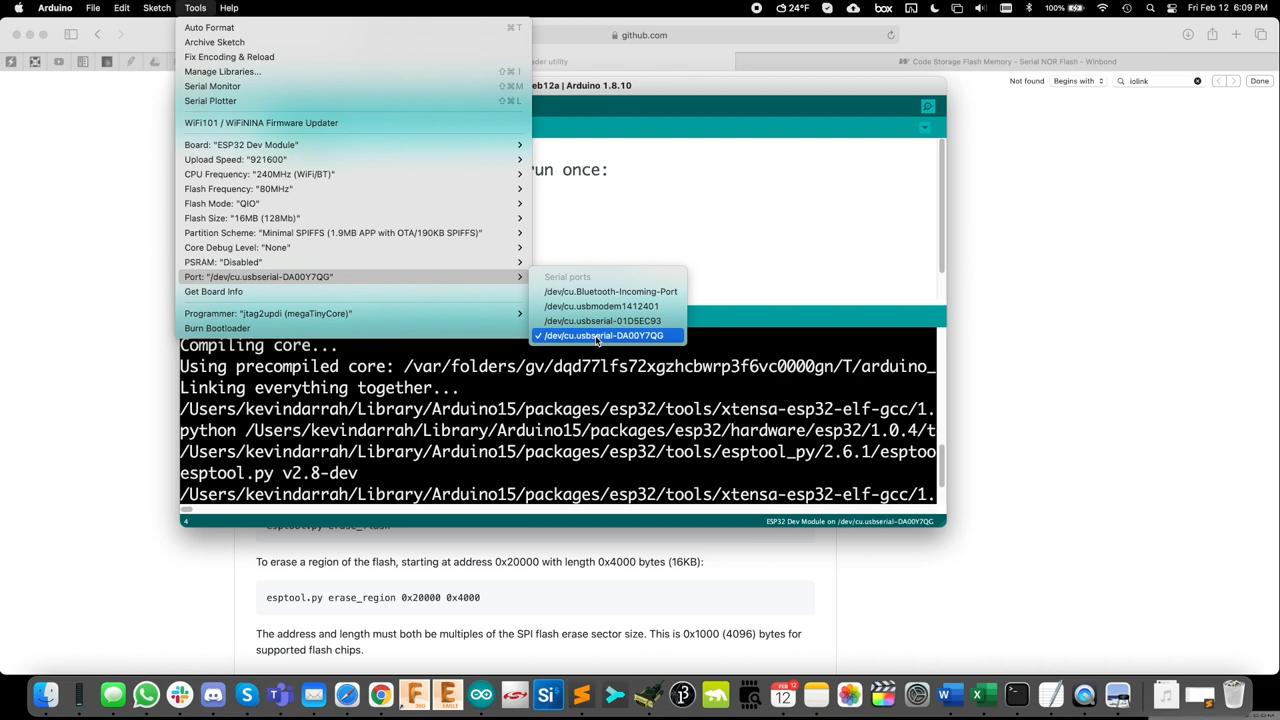 Arduino File Edit Sketch Tools Help
24°F box 100% Fri Feb 12 6:09 PM
github.com
ader utility
Code Storage Flash Memory - Serial NOR Flash - Winbond
Not found Begins with iolink Done
eb12a | Arduino 1.8.10
Auto Format ⌘T
Archive Sketch
Fix Encoding & Reload
Manage Libraries... ⇧⌘I
Serial Monitor ⇧⌘M
Serial Plotter ⇧⌘L
WiFi101 / WiFiNINA Firmware Updater
Board: "ESP32 Dev Module"
Upload Speed: "921600"
CPU Frequency: "240MHz (WiFi/BT)"
Flash Frequency: "80MHz"
Flash Mode: "QIO"
Flash Size: "16MB (128Mb)"
Partition Scheme: "Minimal SPIFFS (1.9MB APP with OTA/190KB SPIFFS)"
Core Debug Level: "None"
PSRAM: "Disabled"
Port: "/dev/cu.usbserial-DA00Y7QG"
Get Board Info
Programmer: "jtag2updi (megaTinyCore)"
Burn Bootloader
Serial ports
/dev/cu.Bluetooth-Incoming-Port
/dev/cu.usbmodem1412401
/dev/cu.usbserial-01D5EC93
✓ /dev/cu.usbserial-DA00Y7QG
run once:
Compiling core...
Using precompiled core: /var/folders/gv/dqd77lfs72xgzhcbwrp3f6vc0000gn/T/arduino_
Linking everything together...
/Users/kevindarrah/Library/Arduino15/packages/esp32/tools/xtensa-esp32-elf-gcc/1.
python /Users/kevindarrah/Library/Arduino15/packages/esp32/hardware/esp32/1.0.4/t
/Users/kevindarrah/Library/Arduino15/packages/esp32/tools/esptool_py/2.6.1/esptoo
esptool.py v2.8-dev
/Users/kevindarrah/Library/Arduino15/packages/esp32/tools/xtensa-esp32-elf-gcc/1.
4 ESP32 Dev Module on /dev/cu.usbserial-DA00Y7QG
esptool.py erase_flash
To erase a region of the flash, starting at address 0x20000 with length 0x4000 bytes (16KB):
esptool.py erase_region 0x20000 0x4000
The address and length must both be multiples of the SPI flash erase sector size. This is 0x1000 (4096) bytes for
supported flash chips.